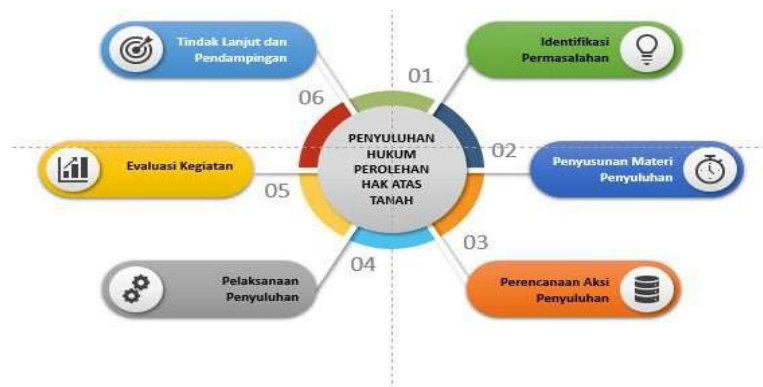 PENYULUHAN
HUKUM
PEROLEHAN
HAK ATAS
TANAH
01
Identifikasi
Permasalahan
02
Penyusunan Materi
Penyuluhan
03
Perencanaan Aksi
Penyuluhan
04
Pelaksanaan
Penyuluhan
05
Evaluasi Kegiatan
06
Tindak Lanjut dan
Pendampingan